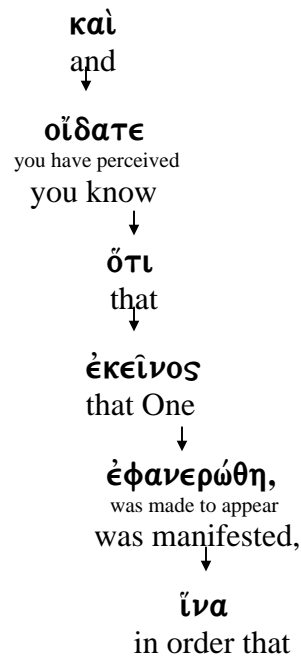 καὶ
and
οἴδατε
you have perceived
you know
ὅτι
that
ἐκεῖνος
that One
ἐφανερώθη,
was made to appear
was manifested,
ἵνα
in order that